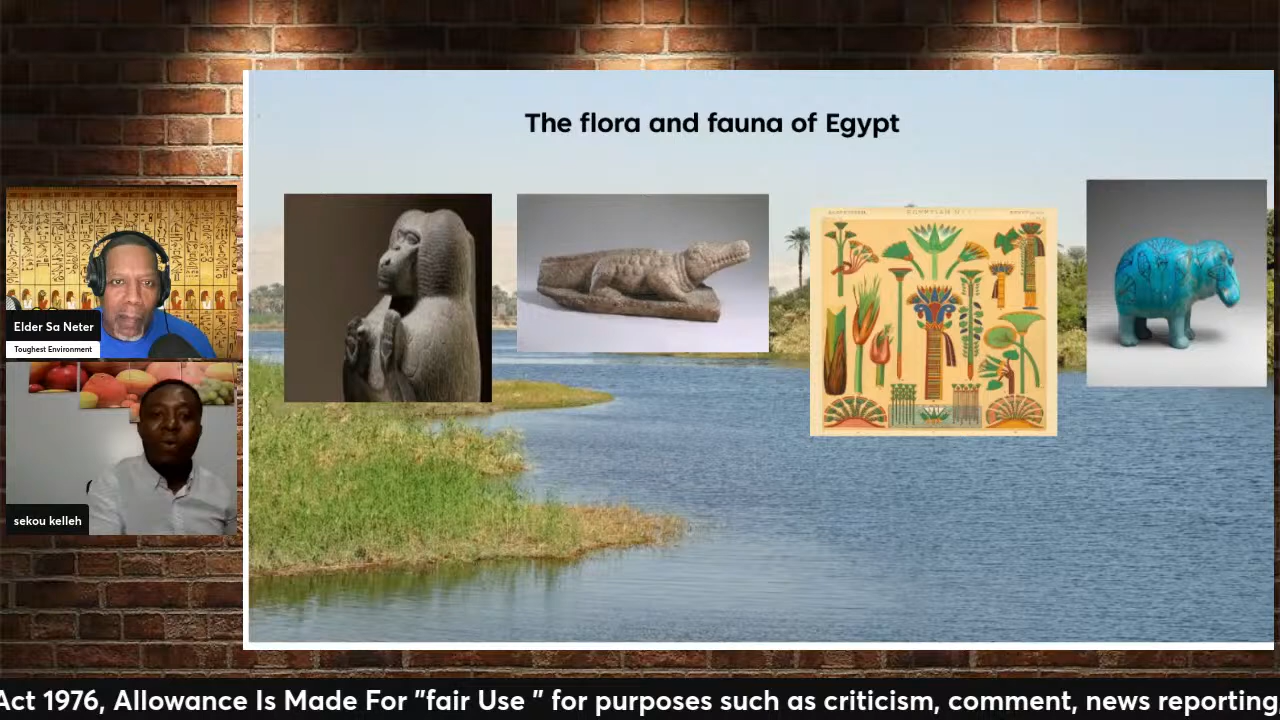 The flora and fauna of Egypt
Elder Sa Neter
Toughest Environment
sekou kelleh
Act 1976, Allowance Is Made For "fair Use " for purposes such as criticism, comment, news reporting,